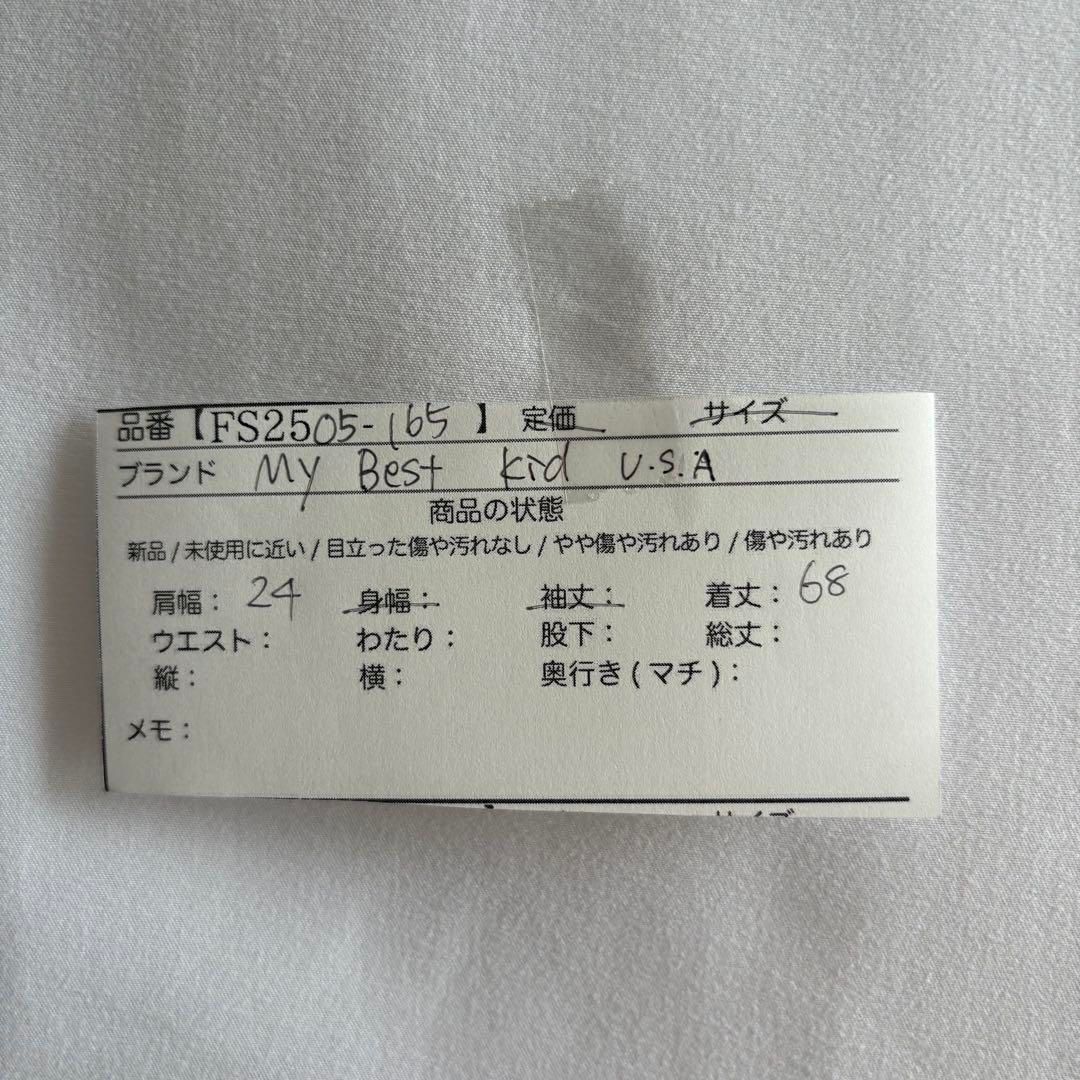 品番【FS2505-165】 定価 サイズ
ブランド My Best Kid U.S.A
商品の状態
新品/未使用に近い/目立った傷や汚れなし/やや傷や汚れあり/傷や汚れあり
肩幅：24 身幅： 袖丈： 着丈：68
ウエスト： わたり： 股下： 総丈：
縦： 横： 奥行き(マチ)：
メモ：
サイズ